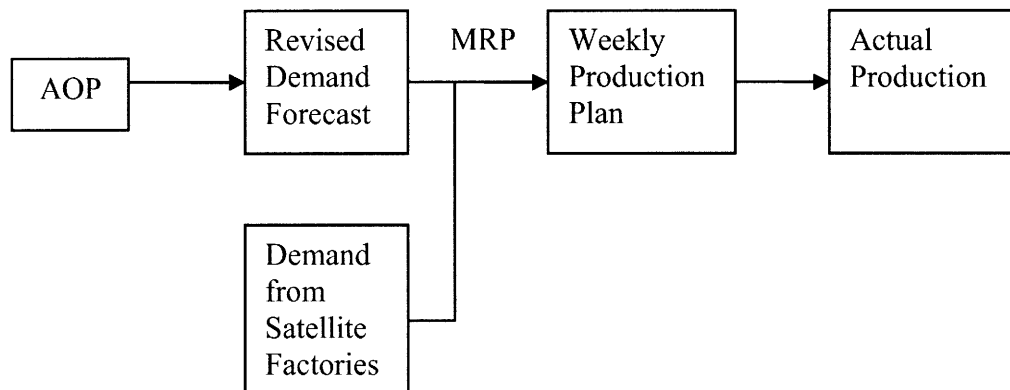 AOP
Revised
Demand
Forecast
MRP
Weekly
Production
Plan
Actual
Production
Demand
from
Satellite
Factories